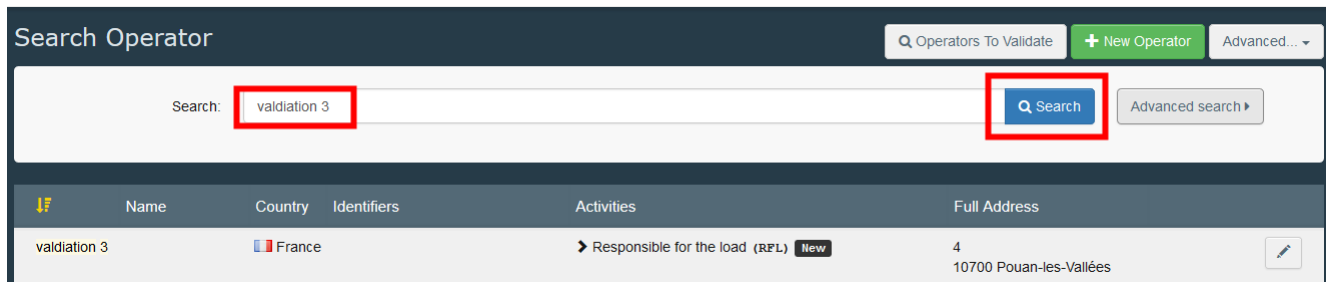 Search Operator
Operators To Validate
New Operator
Advanced...
Search:
valdiation 3
Search
Advanced search
Name Country Identifiers Activities Full Address
valdiation 3 France Responsible for the load (RFL) New 4
10700 Pouan-les-Vallées